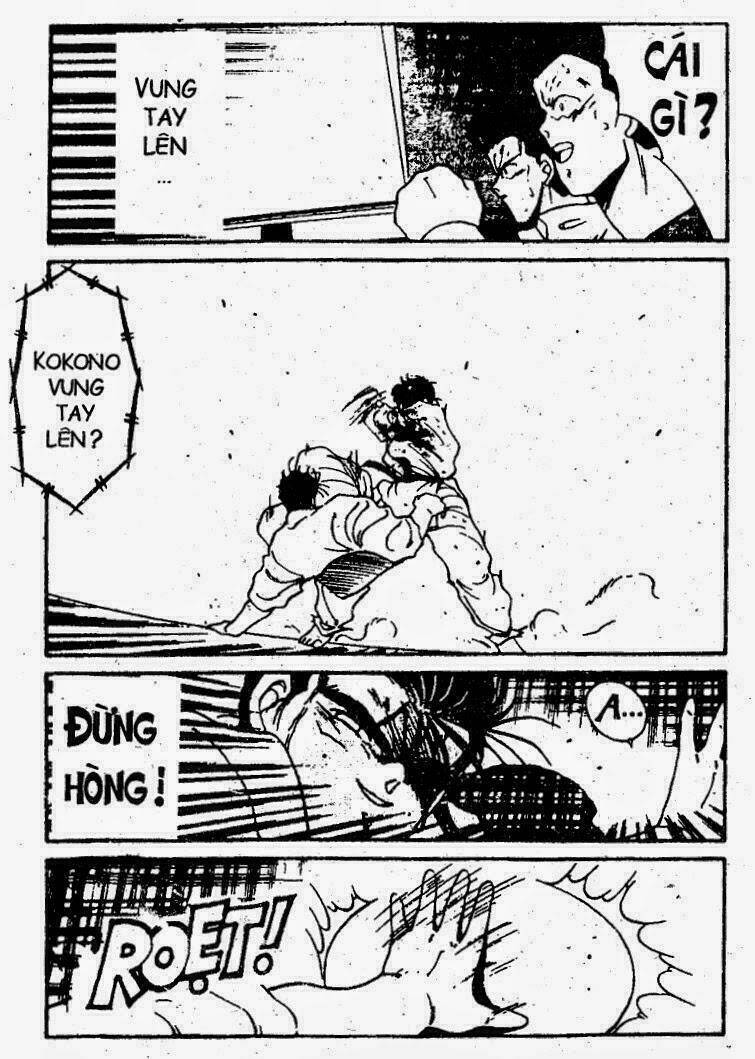 VUNG
TAY
LÊN
...
CÁI
GÌ?
KOKONO
VUNG
TAY
LÊN?
ĐỪNG
HÒNG!
A...
ROẸT!